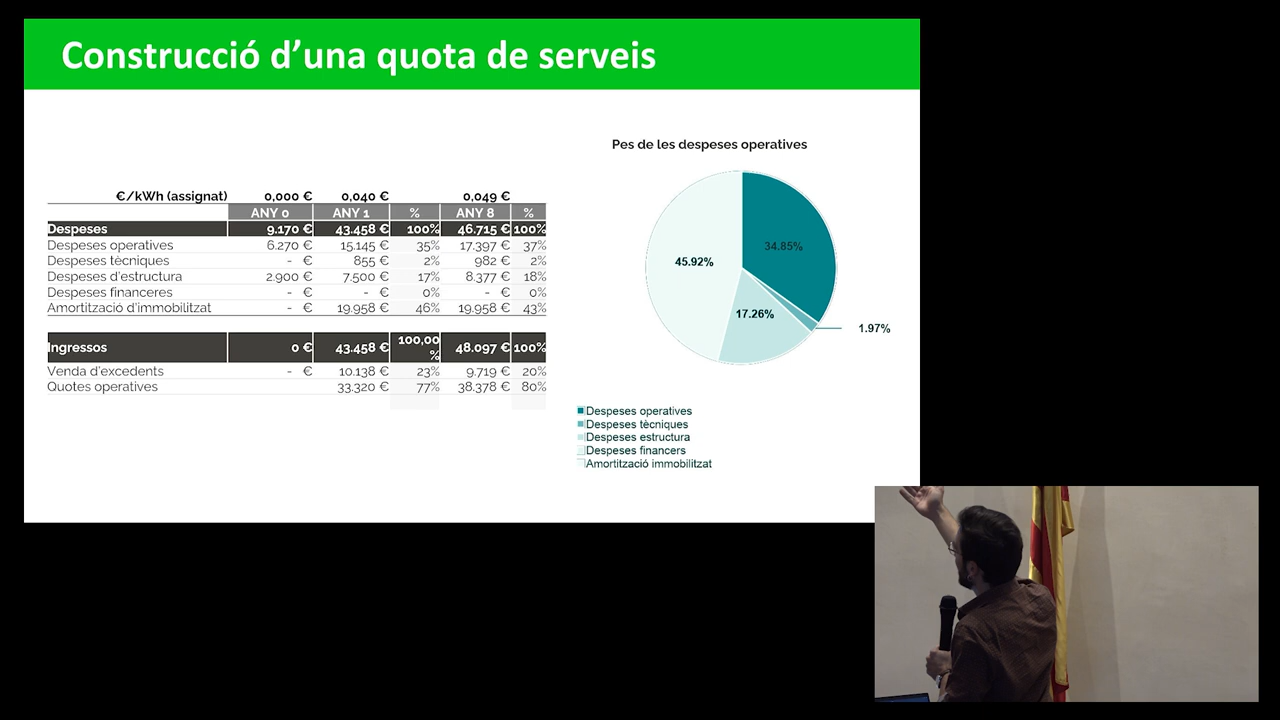 Construcció d'una quota de serveis
€/kWh (assignat) 0,000 € 0,040 € 0,049 €
ANY 0 ANY 1 % ANY 8 %
Despeses 9.170 € 43.458 € 100% 46.715 € 100%
Despeses operatives 6.270 € 15.145 € 35% 17.397 € 37%
Despeses tècniques - € 855 € 2% 982 € 2%
Despeses d'estructura 2.900 € 7.500 € 17% 8.377 € 18%
Despeses financeres - € - € 0% - € 0%
Amortització d'immobilitzat - € 19.958 € 46% 19.958 € 43%
Ingressos 0 € 43.458 € 100,00 % 48.097 € 100%
Venda d'excedents - € 10.138 € 23% 9.719 € 20%
Quotes operatives 33.320 € 77% 38.378 € 80%
Pes de les despeses operatives
34.85%
45.92%
17.26%
1.97%
Despeses operatives
Despeses tècniques
Despeses estructura
Despeses financers
Amortització immobilitzat